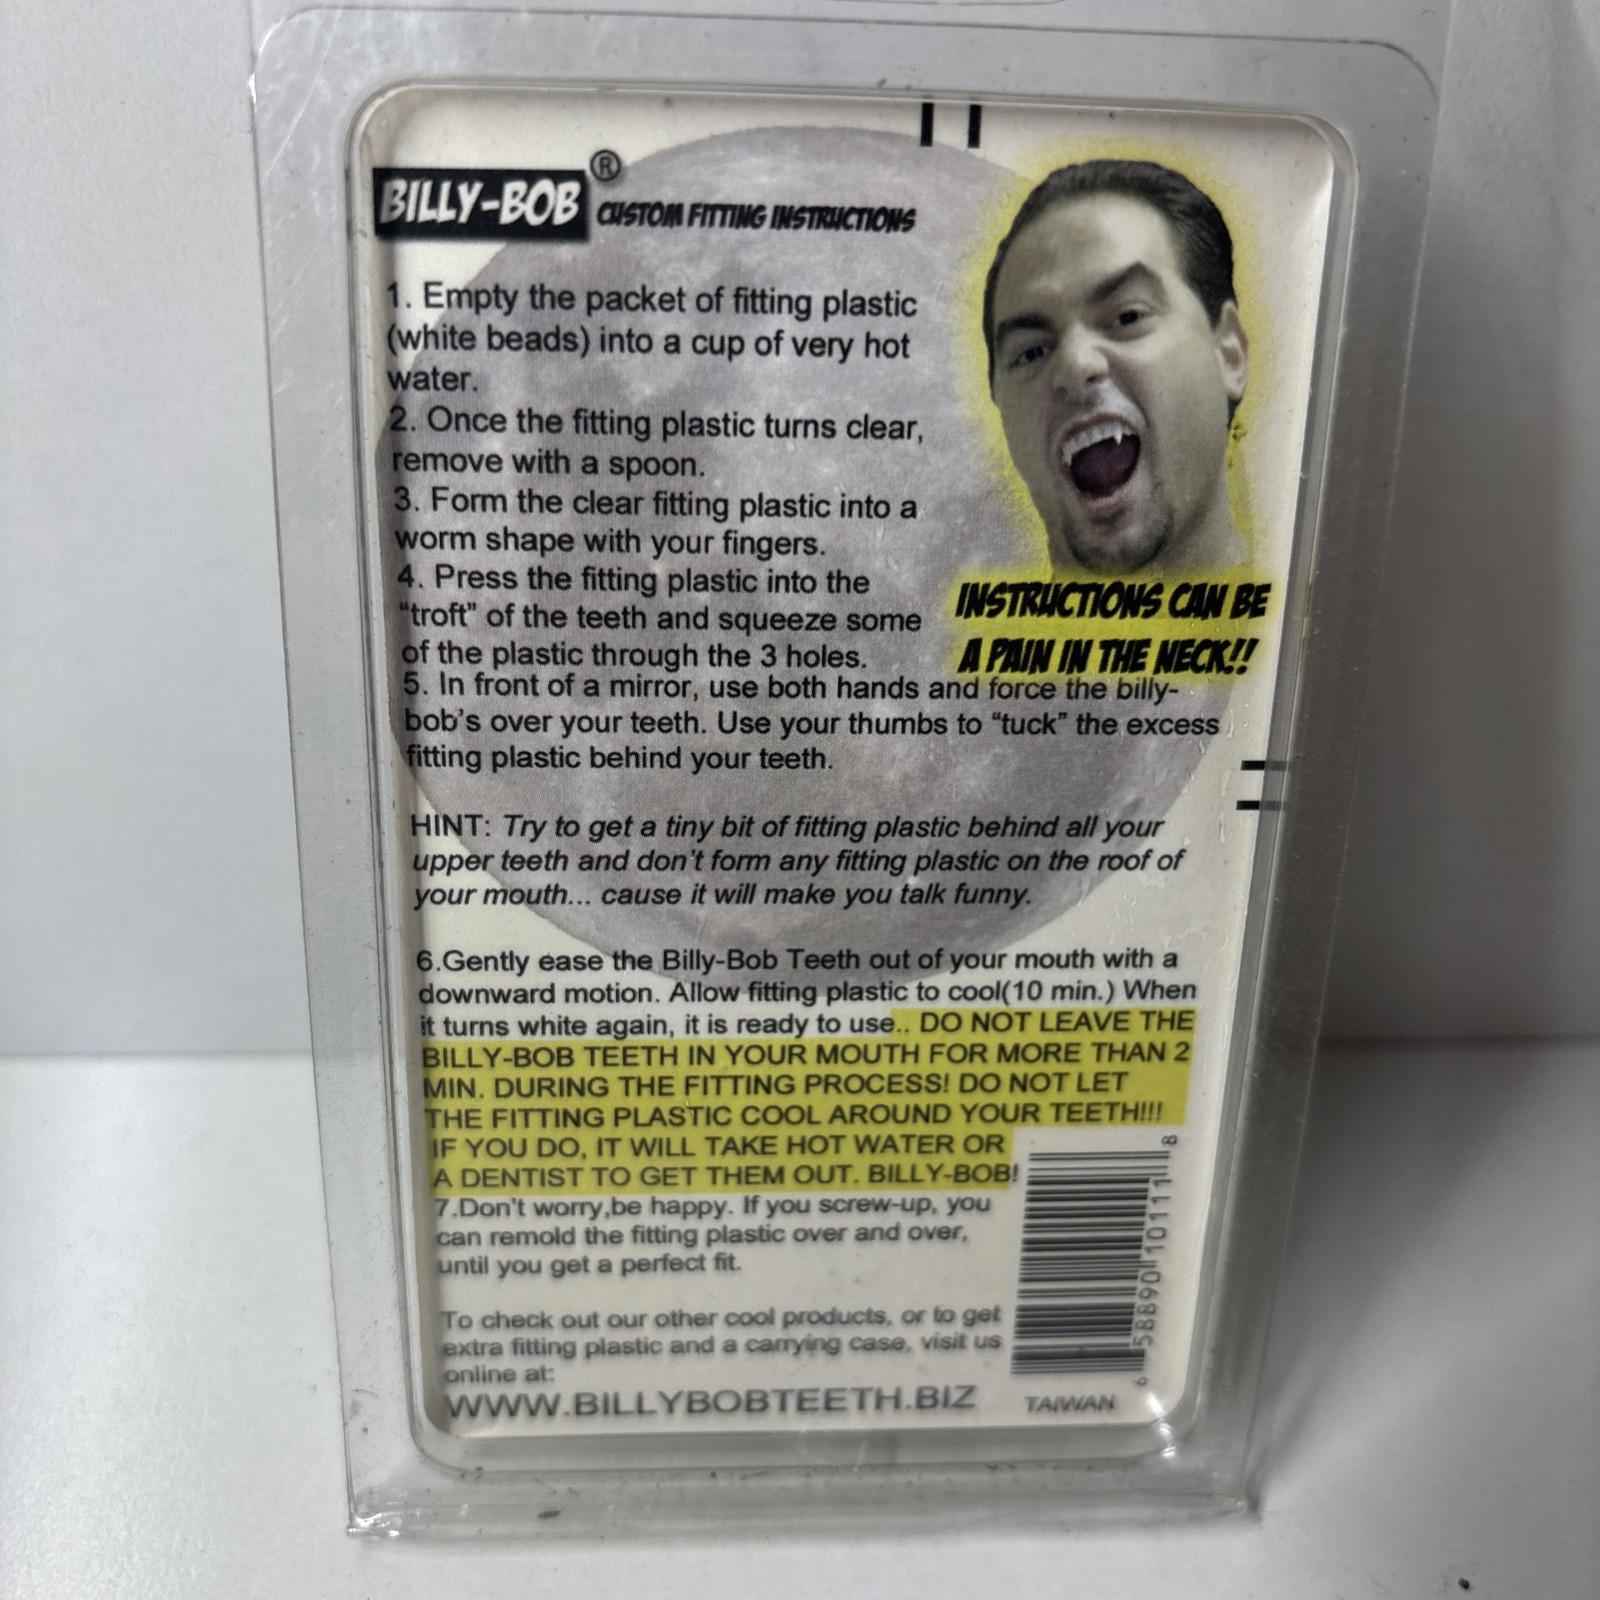 BILLY-BOB® CUSTOM FITTING INSTRUCTIONS
1. Empty the packet of fitting plastic
(white beads) into a cup of very hot
water.
2. Once the fitting plastic turns clear,
remove with a spoon.
3. Form the clear fitting plastic into a
worm shape with your fingers.
4. Press the fitting plastic into the
“troft” of the teeth and squeeze some
of the plastic through the 3 holes.
INSTRUCTIONS CAN BE
A PAIN IN THE NECK!!
5. In front of a mirror, use both hands and force the billy-
bob's over your teeth. Use your thumbs to “tuck” the excess
fitting plastic behind your teeth.
HINT: Try to get a tiny bit of fitting plastic behind all your
upper teeth and don't form any fitting plastic on the roof of
your mouth... cause it will make you talk funny.
6.Gently ease the Billy-Bob Teeth out of your mouth with a
downward motion. Allow fitting plastic to cool(10 min.) When
it turns white again, it is ready to use.. DO NOT LEAVE THE
BILLY-BOB TEETH IN YOUR MOUTH FOR MORE THAN 2
MIN. DURING THE FITTING PROCESS! DO NOT LET
THE FITTING PLASTIC COOL AROUND YOUR TEETH!!!
IF YOU DO, IT WILL TAKE HOT WATER OR
A DENTIST TO GET THEM OUT. BILLY-BOB!
7.Don't worry,be happy. If you screw-up, you
can remold the fitting plastic over and over,
until you get a perfect fit.
To check out our other cool products, or to get
extra fitting plastic and a carrying case, visit us
online at:
WWW.BILLYBOBTEETH.BIZ
6 58890 10111 8
TAIWAN